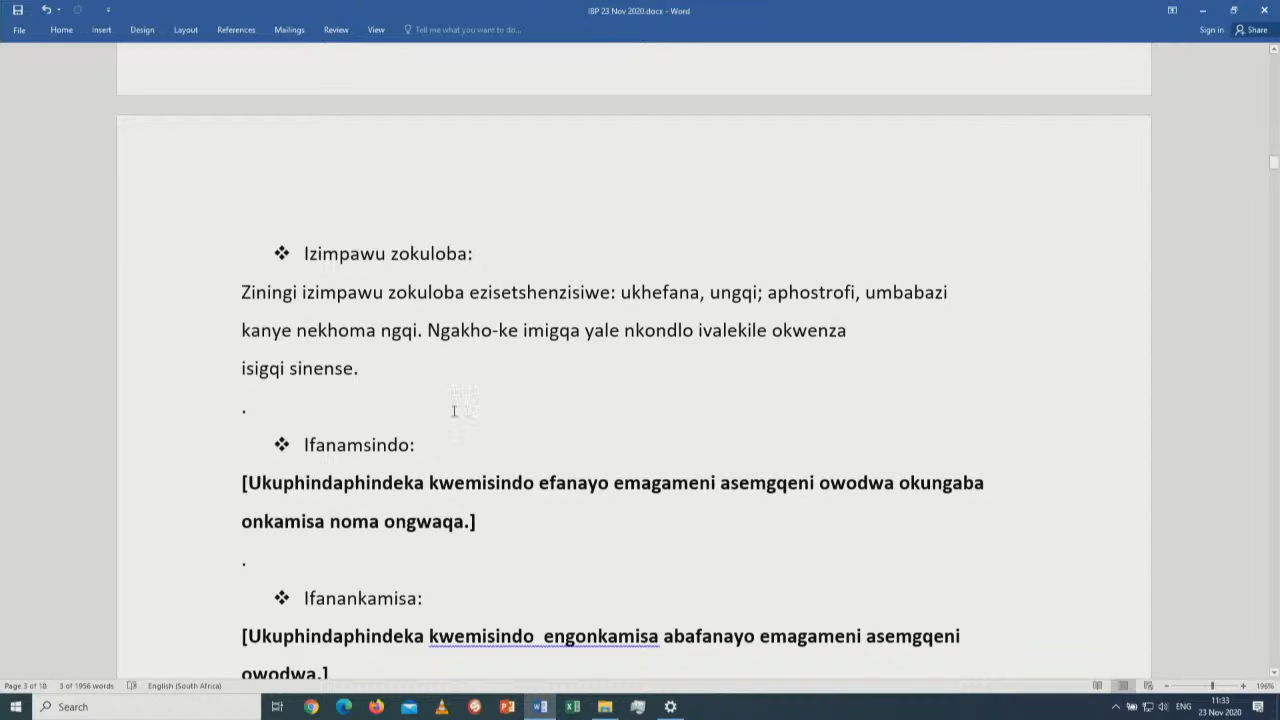 IBP 23 Nov 2020.docx - Word
File Home Insert Design Layout References Mailings Review View Tell me what you want to do... Sign in Share
❖ Izimpawu zokuloba:
Ziningi izimpawu zokuloba ezisetshenzisiwe: ukhefana, ungqi; aphostrofi, umbabazi
kanye nekhoma ngqi. Ngakho-ke imigqa yale nkondlo ivalekile okwenza
isigqi sinense.
.
❖ Ifanamsindo:
[Ukuphindaphindeka kwemisindo efanayo emagameni asemgqeni owodwa okungaba
onkamisa noma ongwaqa.]
.
❖ Ifanankamisa:
[Ukuphindaphindeka kwemisindo engonkamisa abafanayo emagameni asemgqeni
owodwa.]
Page 3 of 18 3 of 1956 words English (South Africa) 196%
Search ENG 11:33
23 Nov 2020